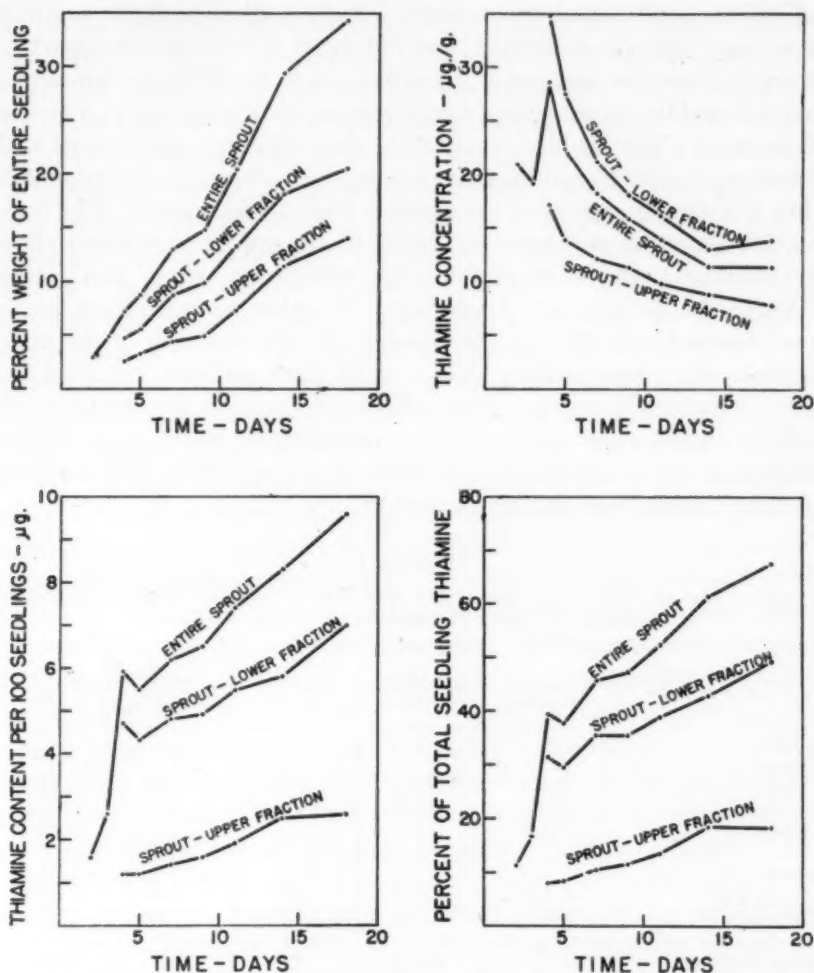 PERCENT WEIGHT OF ENTIRE SEEDLING
30
20
10
ENTIRE SPROUT
SPROUT-LOWER FRACTION
SPROUT-UPPER FRACTION
5
10
15
20
TIME-DAYS
THIAMINE CONCENTRATION - µg./g.
30
20
10
SPROUT-LOWER FRACTION
ENTIRE SPROUT
SPROUT-UPPER FRACTION
5
10
15
20
TIME-DAYS
THIAMINE CONTENT PER 100 SEEDLINGS - µg.
10
8
6
4
2
ENTIRE SPROUT
SPROUT-LOWER FRACTION
SPROUT-UPPER FRACTION
5
10
15
20
TIME-DAYS
PERCENT OF TOTAL SEEDLING THIAMINE
80
60
40
20
ENTIRE SPROUT
SPROUT-LOWER FRACTION
SPROUT-UPPER FRACTION
5
10
15
20
TIME-DAYS